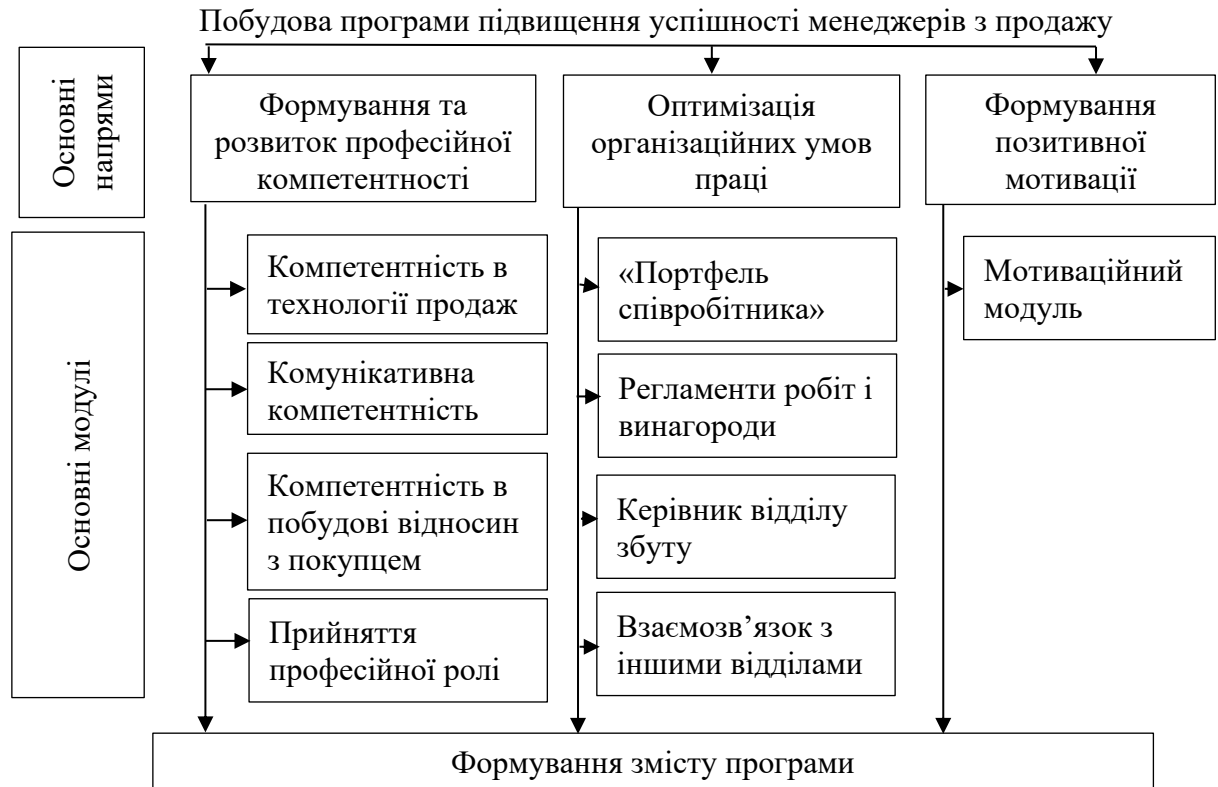 Побудова програми підвищення успішності менеджерів з продажу
Основні
напрями
Формування та
розвиток професійної
компетентності
Оптимізація
організаційних умов
праці
Формування
позитивної
мотивації
Основні модулі
Компетентність в
технології продаж
Комунікативна
компетентність
Компетентність в
побудові відносин
з покупцем
Прийняття
професійної ролі
«Портфель
співробітника»
Регламенти робіт і
винагороди
Керівник відділу
збуту
Взаємозв’язок з
іншими відділами
Мотиваційний
модуль
Формування змісту програми